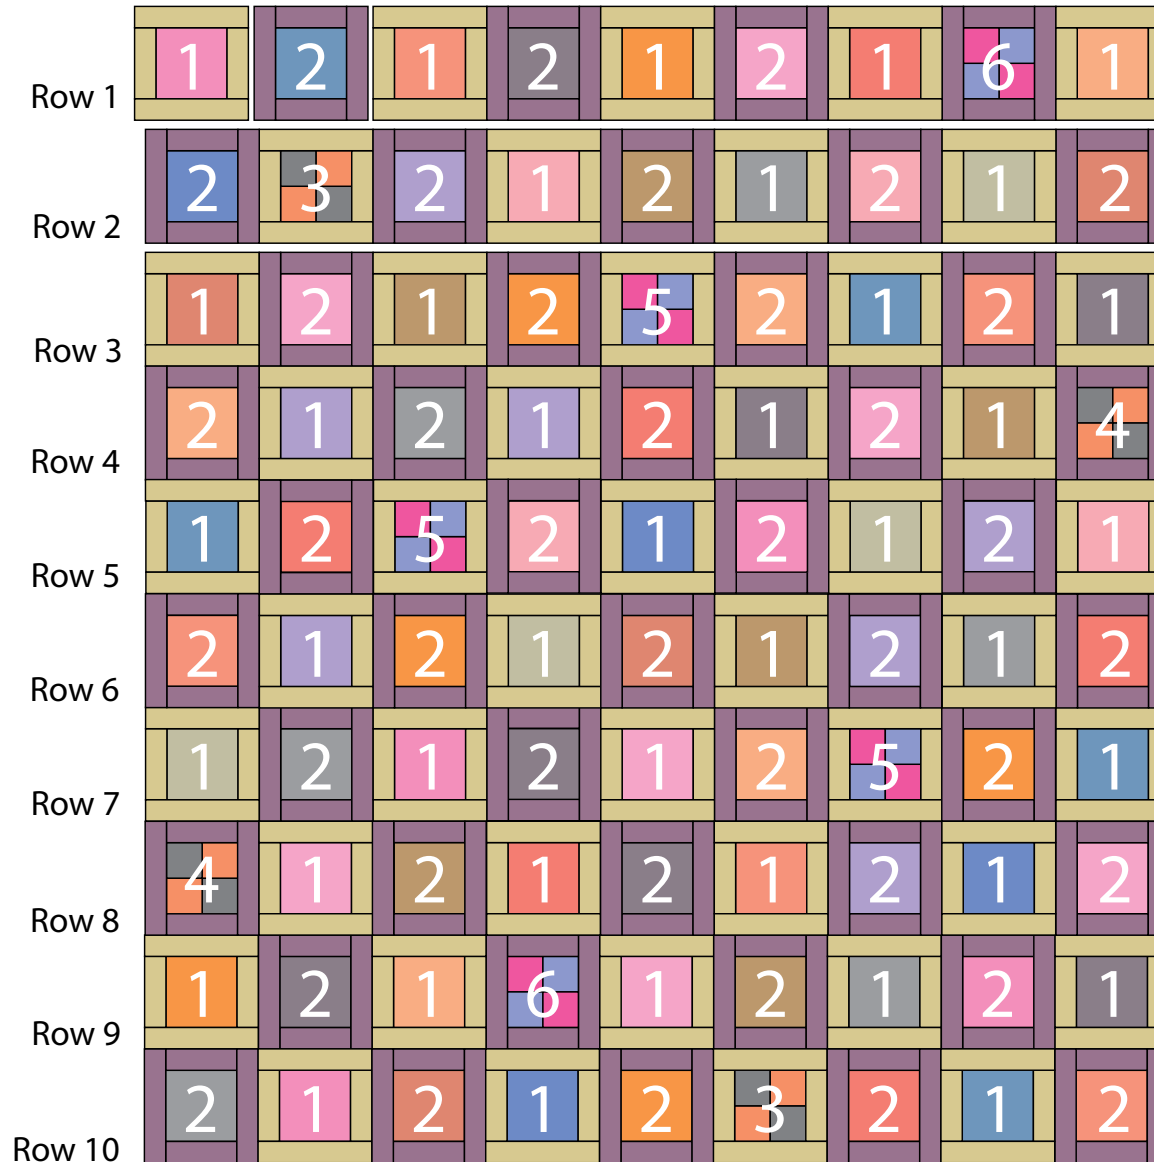 Row 1 1 2 1 2 1 2 1 6 1
Row 2 2 3 2 1 2 1 2 1 2
Row 3 1 2 1 2 5 2 1 2 1
Row 4 2 1 2 1 2 1 2 1 4
Row 5 1 2 5 2 1 2 1 2 1
Row 6 2 1 2 1 2 1 2 1 2
Row 7 1 2 1 2 1 2 5 2 1
Row 8 4 1 2 1 2 1 2 1 2
Row 9 1 2 1 6 1 2 1 2 1
Row 10 2 1 2 1 2 3 2 1 2